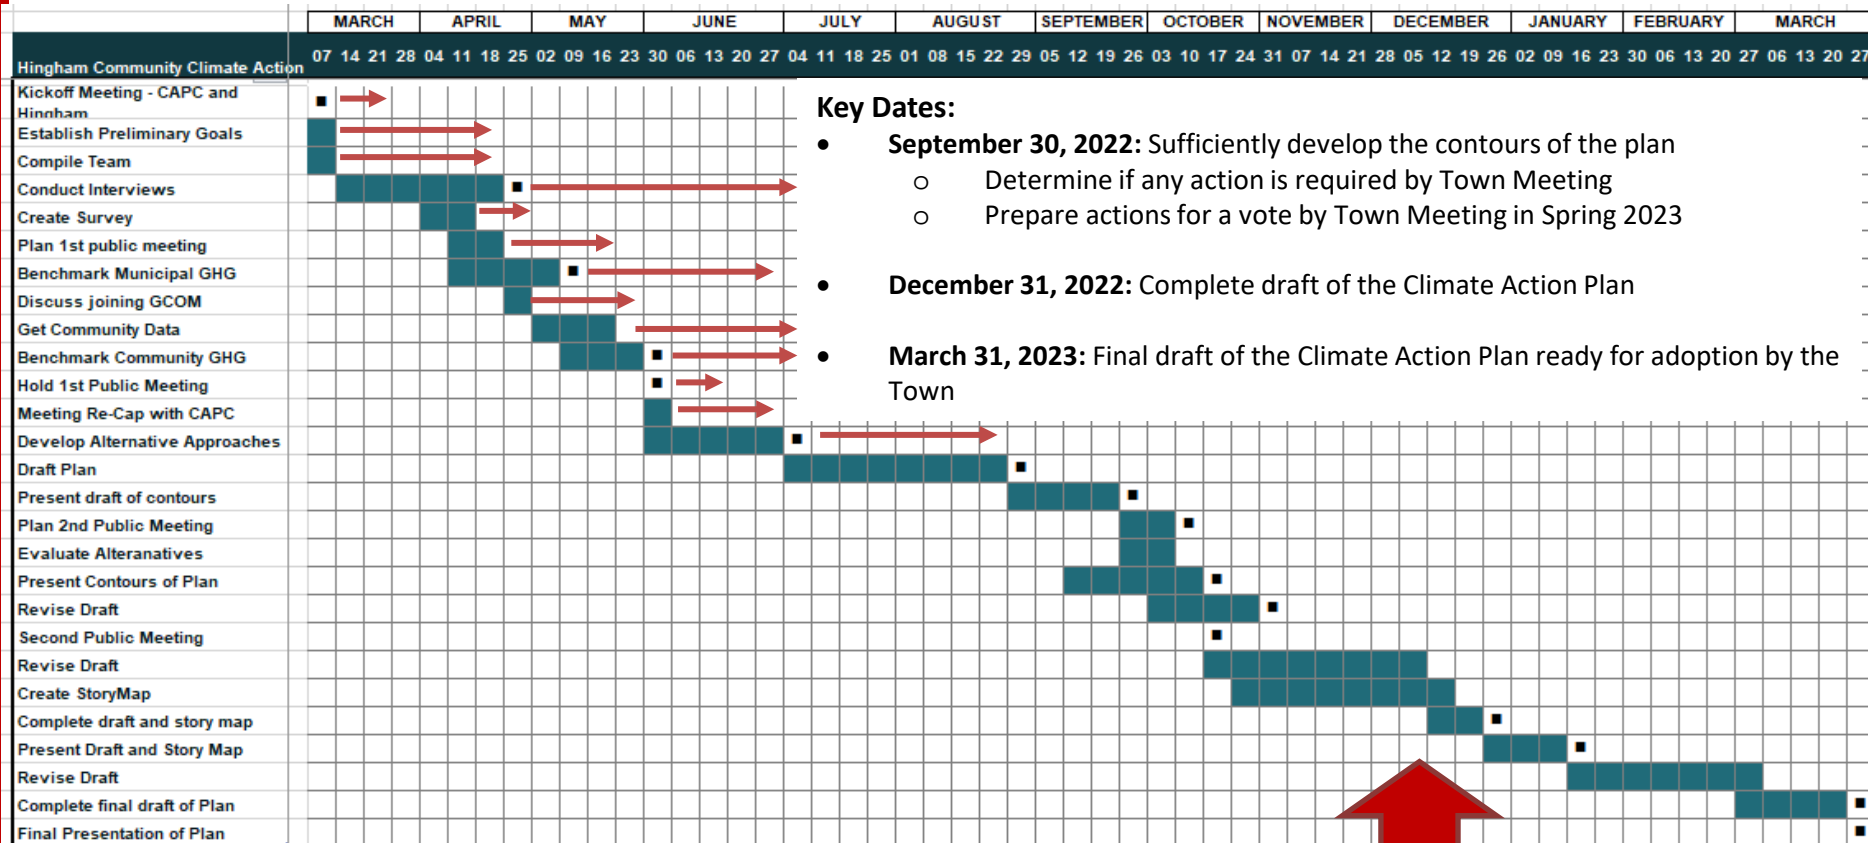 MARCH APRIL MAY JUNE JULY AUGUST SEPTEMBER OCTOBER NOVEMBER DECEMBER JANUARY FEBRUARY MARCH
Hingham Community Climate Action 07 14 21 28 04 11 18 25 02 09 16 23 30 06 13 20 27 04 11 18 25 01 08 15 22 29 05 12 19 26 03 10 17 24 31 07 14 21 28 05 12 19 26 02 09 16 23 30 06 13 20 27 06 13 20 27
Kickoff Meeting - CAPC and
Hingham
Establish Preliminary Goals
Compile Team
Conduct Interviews
Create Survey
Plan 1st public meeting
Benchmark Municipal GHG
Discuss joining GCOM
Get Community Data
Benchmark Community GHG
Hold 1st Public Meeting
Meeting Re-Cap with CAPC
Develop Alternative Approaches
Draft Plan
Present draft of contours
Plan 2nd Public Meeting
Evaluate Alteranatives
Present Contours of Plan
Revise Draft
Second Public Meeting
Revise Draft
Create StoryMap
Complete draft and story map
Present Draft and Story Map
Revise Draft
Complete final draft of Plan
Final Presentation of Plan
Key Dates:
• September 30, 2022: Sufficiently develop the contours of the plan
o Determine if any action is required by Town Meeting
o Prepare actions for a vote by Town Meeting in Spring 2023
• December 31, 2022: Complete draft of the Climate Action Plan
• March 31, 2023: Final draft of the Climate Action Plan ready for adoption by the
Town